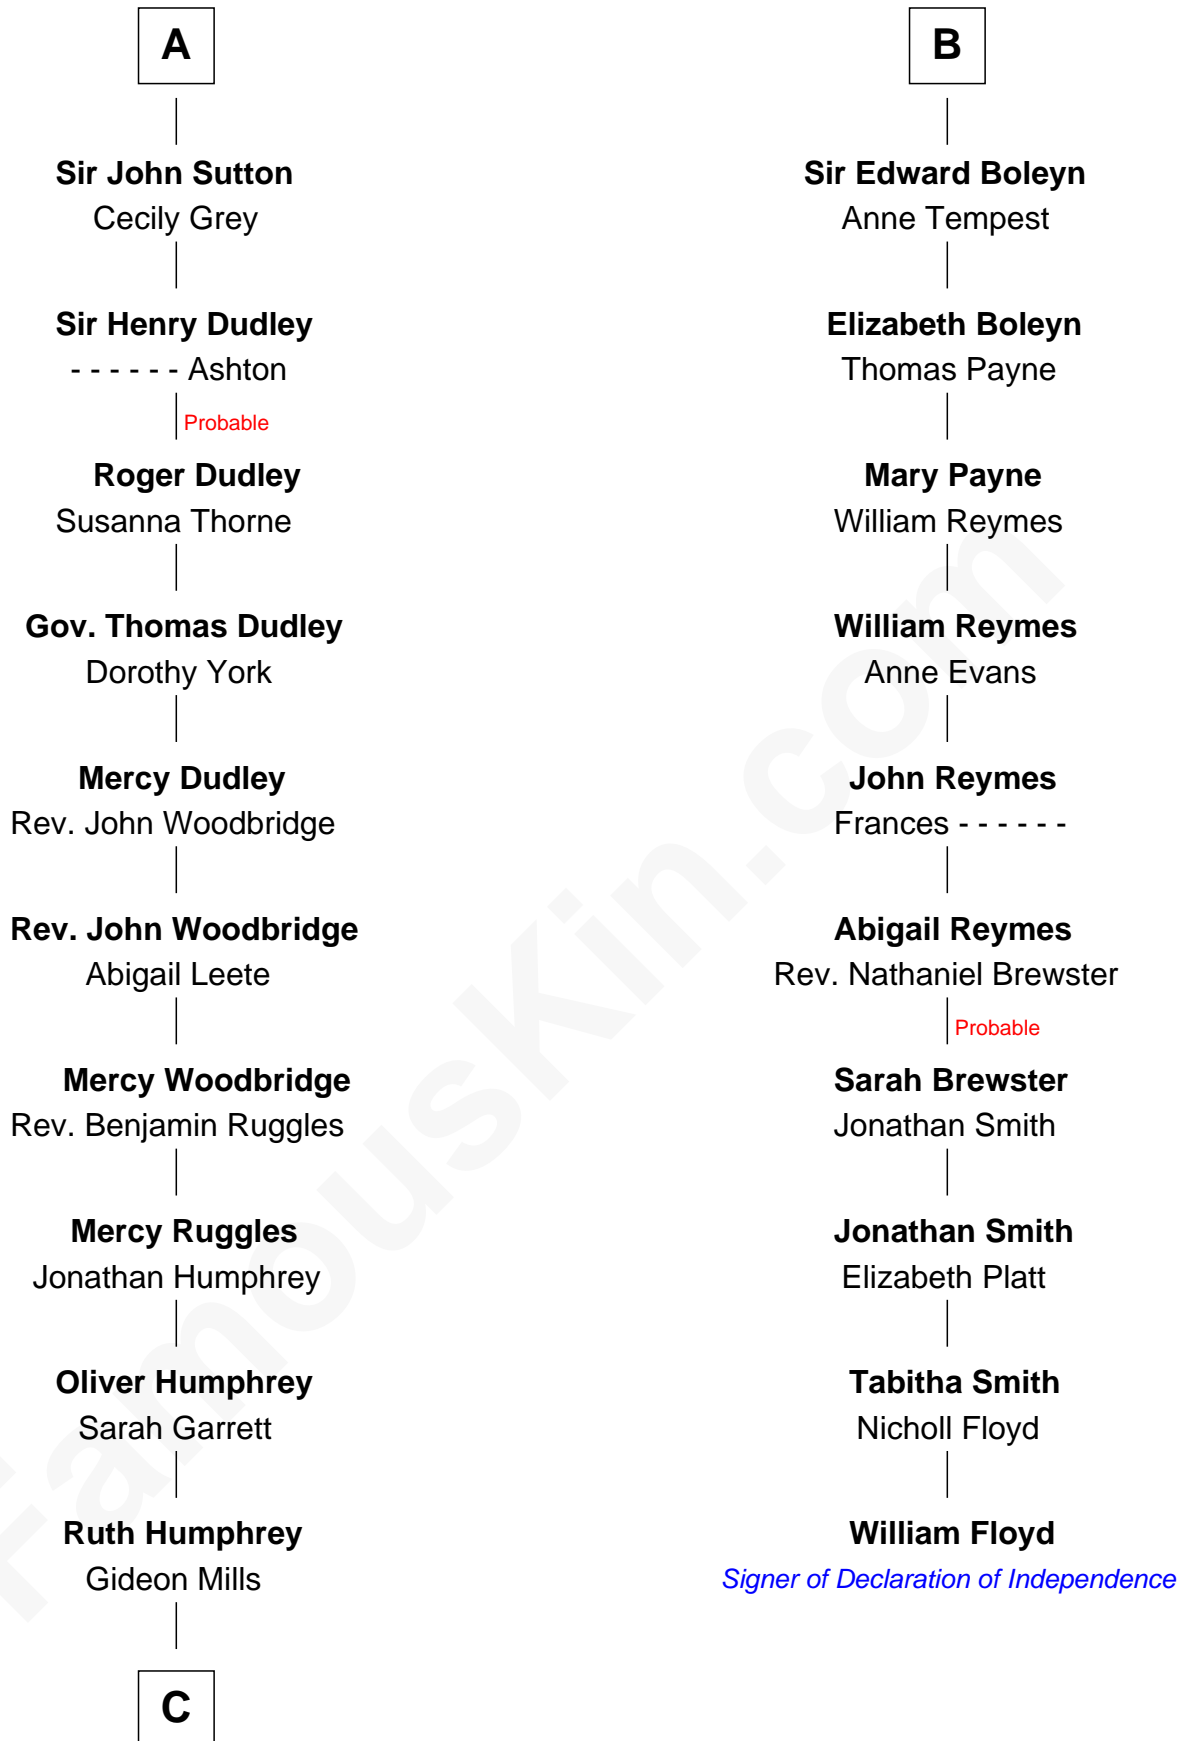 A
Sir John Sutton
Cecily Grey
Sir Henry Dudley
- - - - - - Ashton
Probable
Roger Dudley
Susanna Thorne
Gov. Thomas Dudley
Dorothy York
Mercy Dudley
Rev. John Woodbridge
Rev. John Woodbridge
Abigail Leete
Mercy Woodbridge
Rev. Benjamin Ruggles
Mercy Ruggles
Jonathan Humphrey
Oliver Humphrey
Sarah Garrett
Ruth Humphrey
Gideon Mills
C
B
Sir Edward Boleyn
Anne Tempest
Elizabeth Boleyn
Thomas Payne
Mary Payne
William Reymes
William Reymes
Anne Evans
John Reymes
Frances - - - - - -
Abigail Reymes
Rev. Nathaniel Brewster
Probable
Sarah Brewster
Jonathan Smith
Jonathan Smith
Elizabeth Platt
Tabitha Smith
Nicholl Floyd
William Floyd
Signer of Declaration of Independence
FamousKin.com